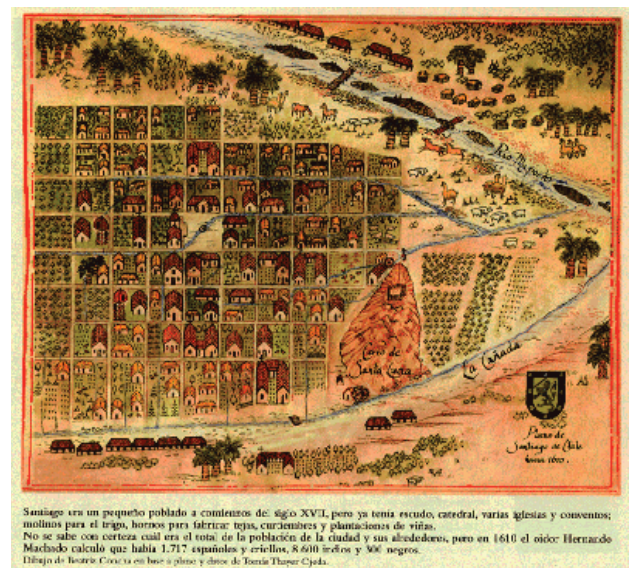 Río Mapocho
Cerro de
Santa Lucía
La Cañada
Plano de
Santiago de Chile
hacia 1610.
Santiago era un pequeño poblado a comienzos del siglo XVII, pero ya tenía escudo, catedral, varias iglesias y conventos;
molinos para el trigo, hornos para fabricar tejas, curtiembres y plantaciones de viñas.
No se sabe con certeza cuál era el total de la población de la ciudad y sus alrededores, pero en 1610 el oidor Hernando
Machado calculó que había 1.717 españoles y criollos, 8.600 indios y 300 negros.
Dibujo de Beatriz Concha en base a plano y datos de Tomás Thayer Ojeda.